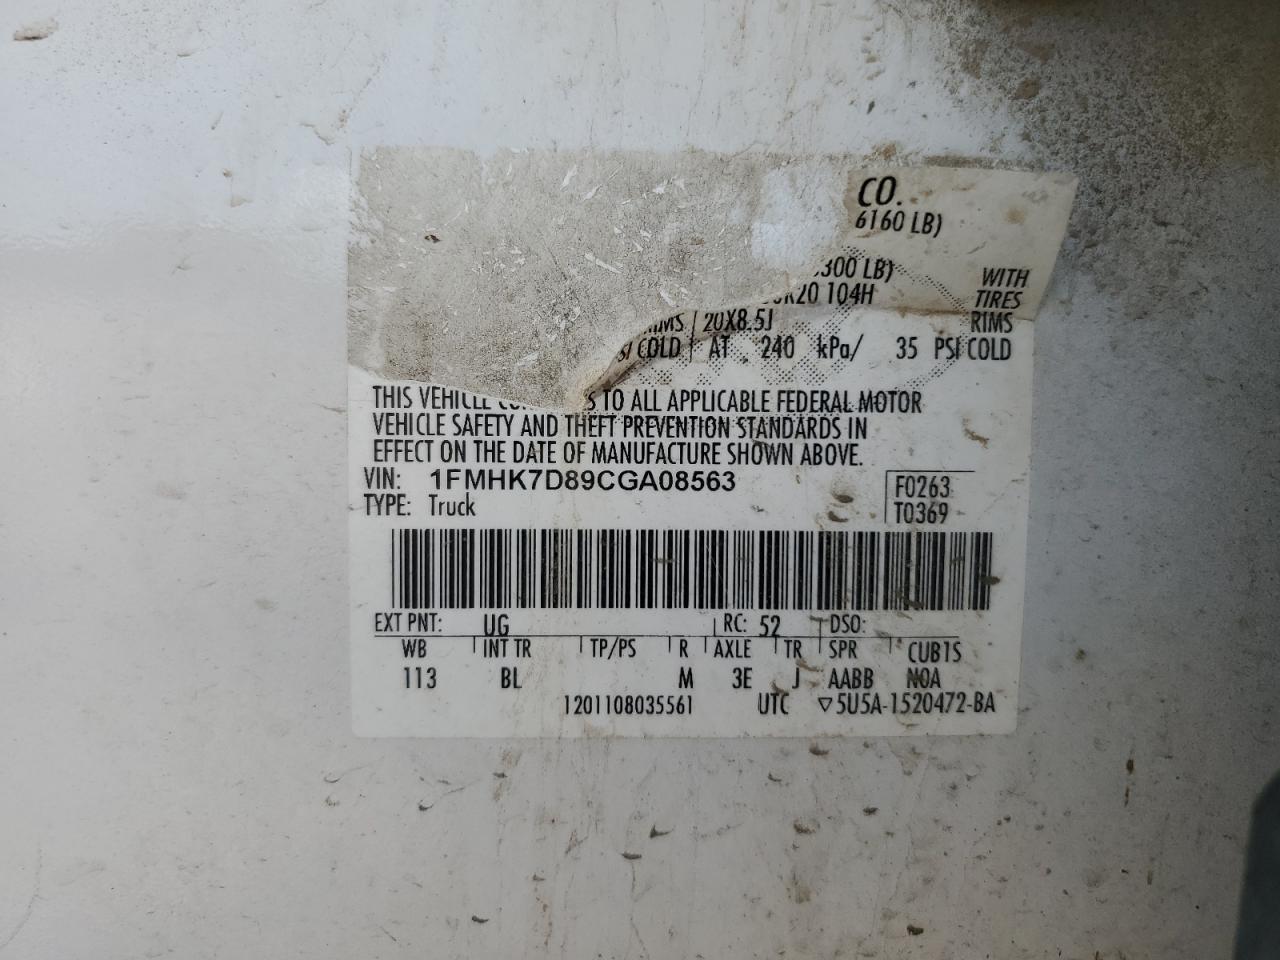 CO.
6160 LB)
300 LB) WITH
R20 104H TIRES
RIMS 20X8.5J RIMS
SI COLD AT 240 kPa/ 35 PSI COLD
THIS VEHICLE TO ALL APPLICABLE FEDERAL MOTOR
VEHICLE SAFETY AND THEFT PREVENTION STANDARDS IN
EFFECT ON THE DATE OF MANUFACTURE SHOWN ABOVE.
VIN: 1FMHK7D89CGA08563 F0263
TYPE: Truck T0369
EXT PNT: UG RC: 52 DSO:
WB INT TR TP/PS R AXLE TR SPR CUB1S
113 BL M 3E J AABB NOA
1201108035561 UTC ▽5U5A-1520472-BA